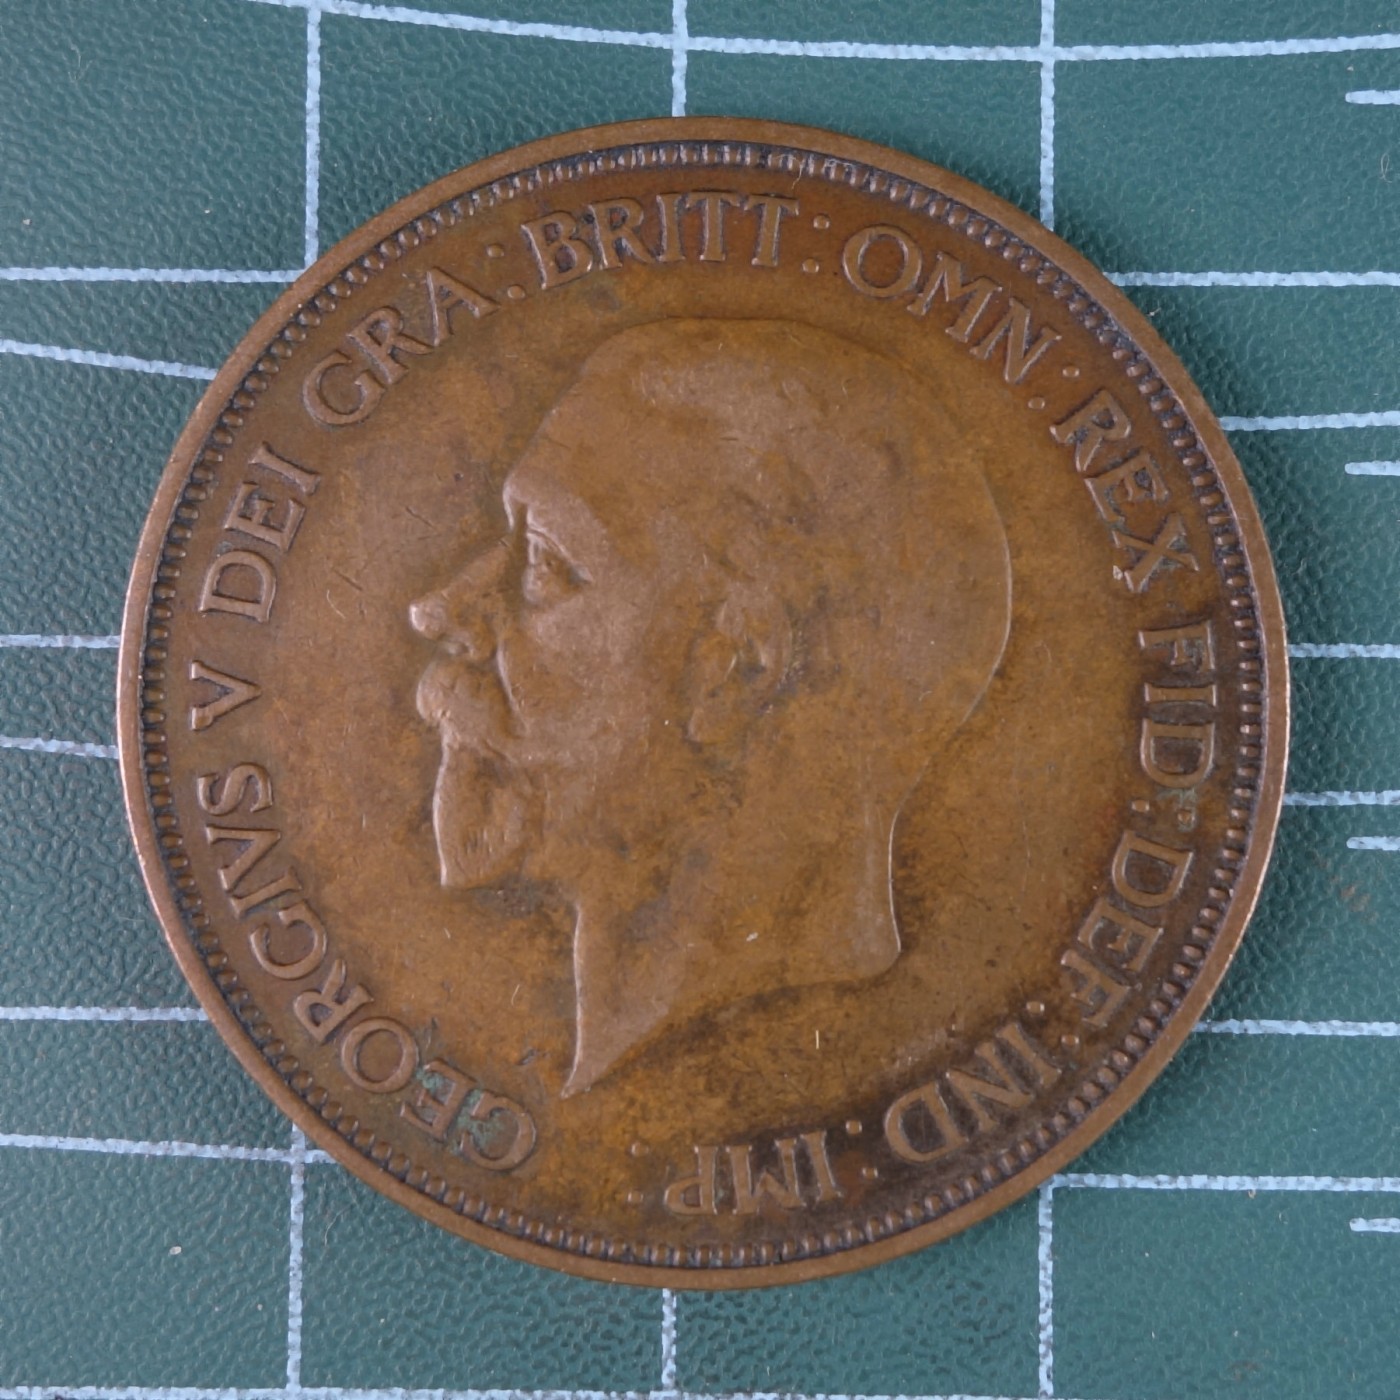 GEORGIVS V DEI GRA: BRITT: OMN: REX FID: DEF: IND: IMP: